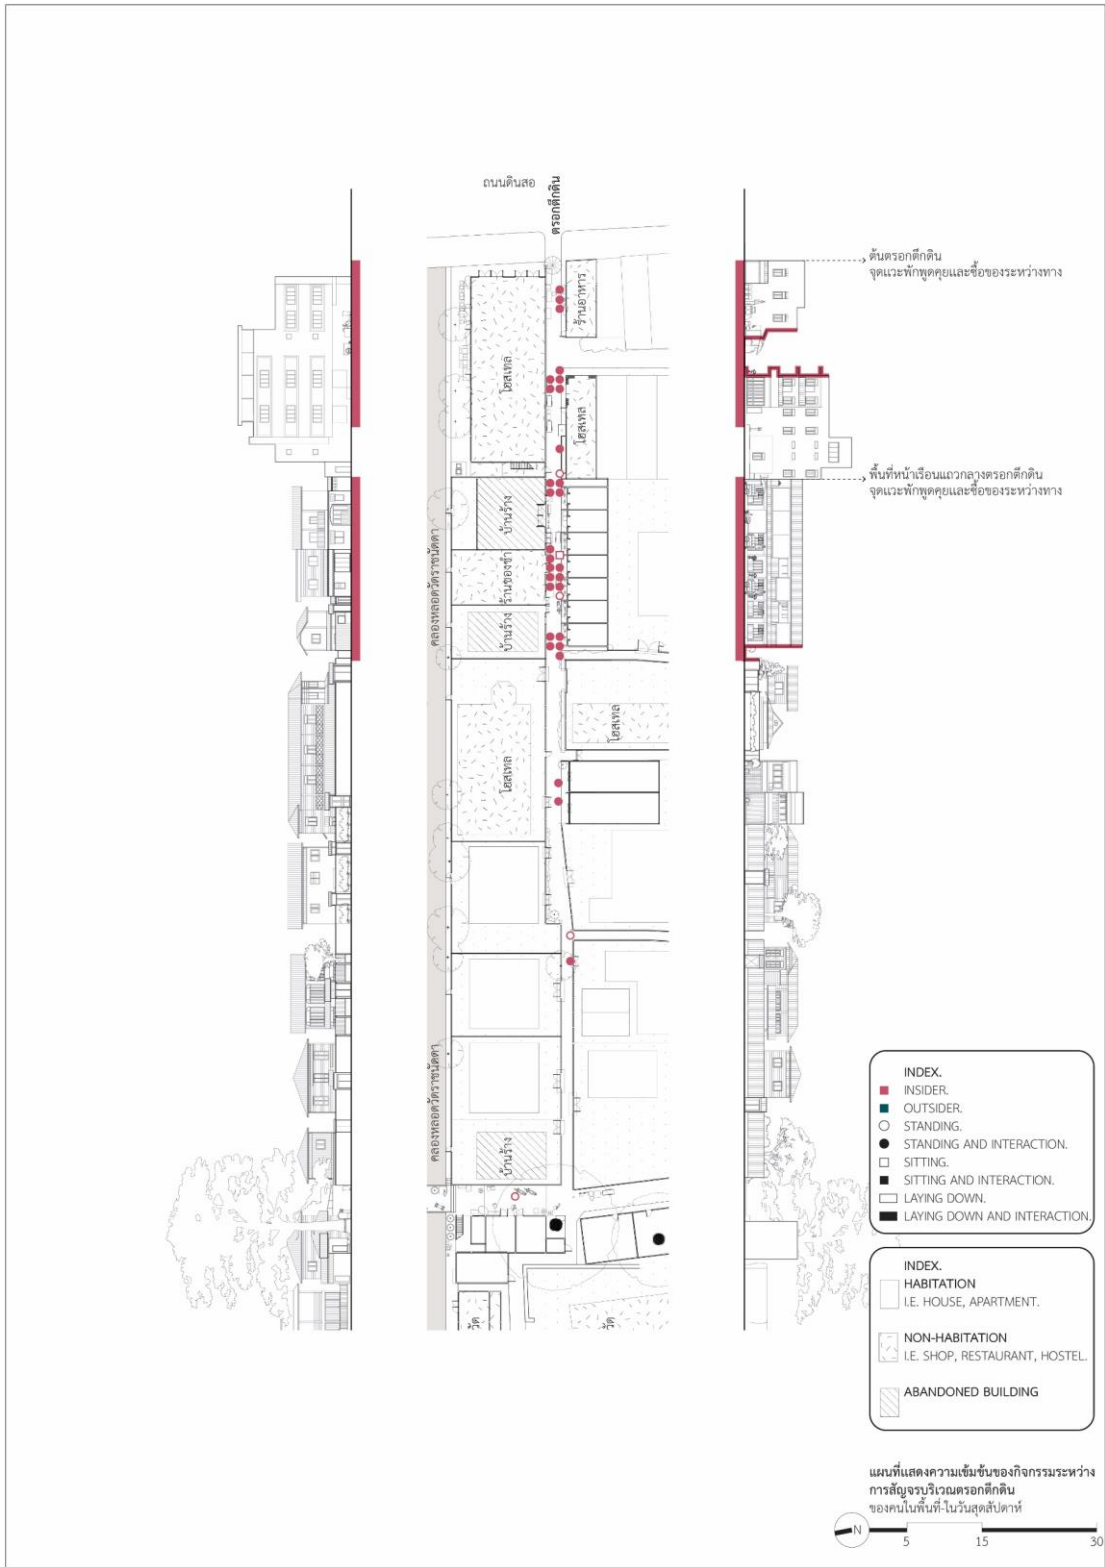 ถนนดินสอ
ตรอกตึกดิน
ต้นตรอกตึกดิน
จุดแวะพักพูดคุยและซื้อของระหว่างทาง
ร้านอาหาร
โฮสเทล
โฮสเทล
พื้นที่หน้าเรือนแถวกลางตรอกตึกดิน
จุดแวะพักพูดคุยและซื้อของระหว่างทาง
บ้านร้าง
คลองหลอดวัดราชนัดดา
ร้านของชำ
บ้านร้าง
โฮสเทล
โฮสเทล
คลองหลอดวัดราชนัดดา
บ้านร้าง
วัด
วัด
INDEX.
INSIDER.
OUTSIDER.
STANDING.
STANDING AND INTERACTION.
SITTING.
SITTING AND INTERACTION.
LAYING DOWN.
LAYING DOWN AND INTERACTION.
INDEX.
HABITATION
I.E. HOUSE, APARTMENT.
NON-HABITATION
I.E. SHOP, RESTAURANT, HOSTEL.
ABANDONED BUILDING
แผนที่แสดงความเข้มข้นของกิจกรรมระหว่าง
การสัญจรบริเวณตรอกตึกดิน
ของคนในพื้นที่-ในวันสุดสัปดาห์
N
5 15 30